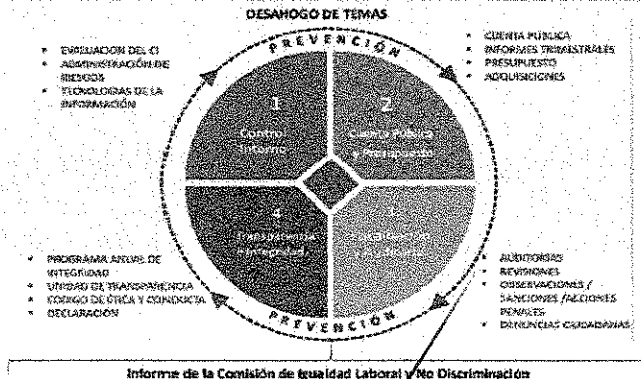 DESAHOGO DE TEMAS
PREVENCIÓN
• EVALUACIÓN DEL CI
• ADMINISTRACIÓN DE
RIESGOS
• TECNOLOGÍAS DE LA
INFORMACIÓN
• CUENTA PÚBLICA
• INFORMES TRIMESTRALES
• PRESUPUESTO
• ADQUISICIONES
1
Control
Interno
2
Cuenta Pública
y Presupuesto
4
Transparencia
• PROGRAMA ANUAL DE
INTEGRIDAD
• UNIDAD DE TRANSPARENCIA
• CÓDIGO DE ÉTICA Y CONDUCTA
• DECLARACIÓN
• AUDITORÍAS
• REVISIONES
• OBSERVACIONES /
SANCIONES /ACCIONES
PENALES
• DENUNCIAS CIUDADANAS
PREVENCIÓN
Informe de la Comisión de Igualdad Laboral y No Discriminación